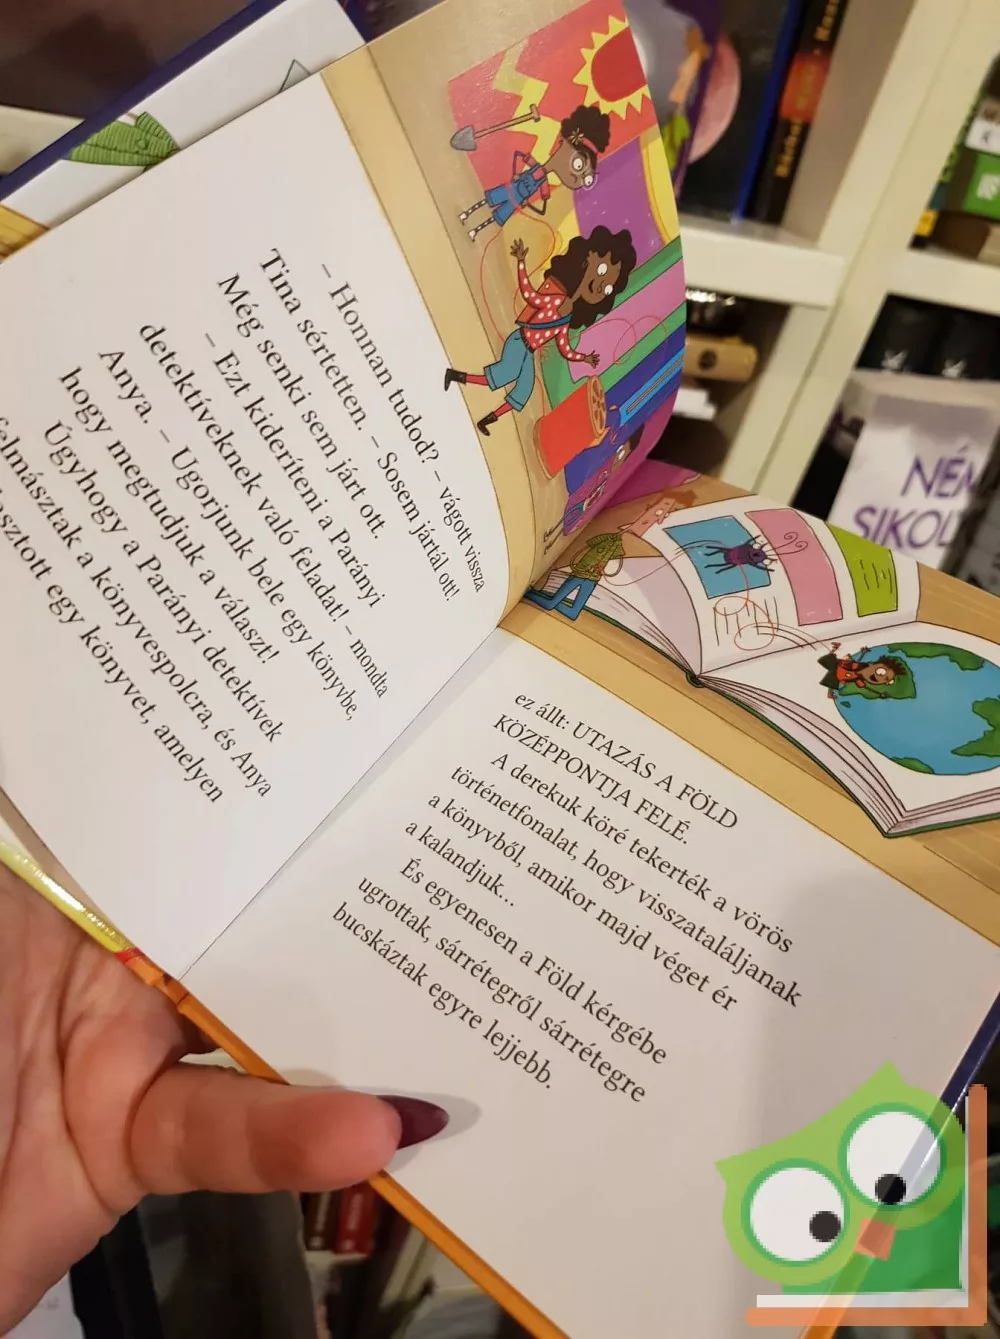 – Honnan tudod? – vágott vissza
Tina sértetten. – Sosem jártál ott!
Még senki sem járt ott.
– Ezt kideríteni a Parányi
detektíveknek való feladat! – mondta
Anya. – Ugorjunk bele egy könyvbe,
hogy megtudjuk a választ!
Úgyhogy a Parányi detektívek
felmásztak a könyvespolcra, és Anya
egy könyvet, amelyen
ez állt: UTAZÁS A FÖLD
KÖZÉPPONTJA FELÉ.
A derekuk köré tekerték a vörös
történetfonalat, hogy visszataláljanak
a könyvből, amikor majd véget ér
a kalandjuk...
És egyenesen a Föld kérgébe
ugrottak, sárrétegről sárrétegre
bucskáztak egyre lejjebb.
NÉM
SIKOL